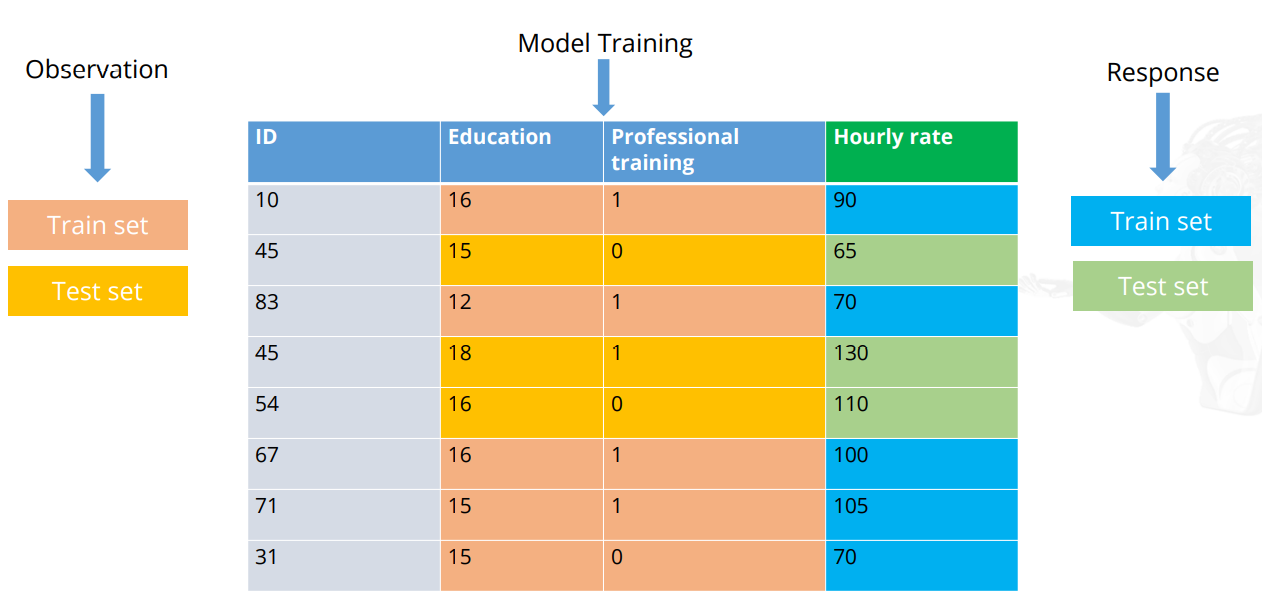 Model Training
Observation
Response
ID Education Professional training Hourly rate
10 16 1 90
45 15 0 65
83 12 1 70
45 18 1 130
54 16 0 110
67 16 1 100
71 15 1 105
31 15 0 70
Train set
Test set
Train set
Test set